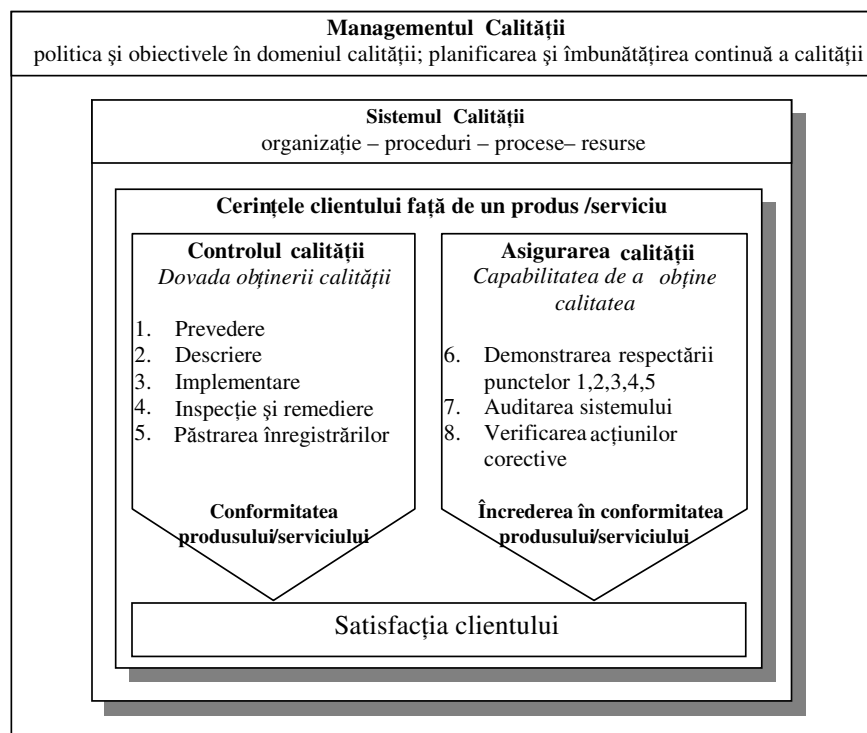 Managementul Calității
politica şi obiectivele în domeniul calității; planificarea şi îmbunătățirea continuă a calității
Sistemul Calității
organizație – proceduri – procese– resurse
Cerințele clientului față de un produs /serviciu
Controlul calității
Dovada obținerii calității
1. Prevedere
2. Descriere
3. Implementare
4. Inspecție şi remediere
5. Păstrarea înregistrărilor
Conformitatea
produsului/serviciului
Asigurarea calității
Capabilitatea de a obține
calitatea
6. Demonstrarea respectării
punctelor 1,2,3,4,5
7. Auditarea sistemului
8. Verificarea acțiunilor
corective
Încrederea în conformitatea
produsului/serviciului
Satisfacția clientului